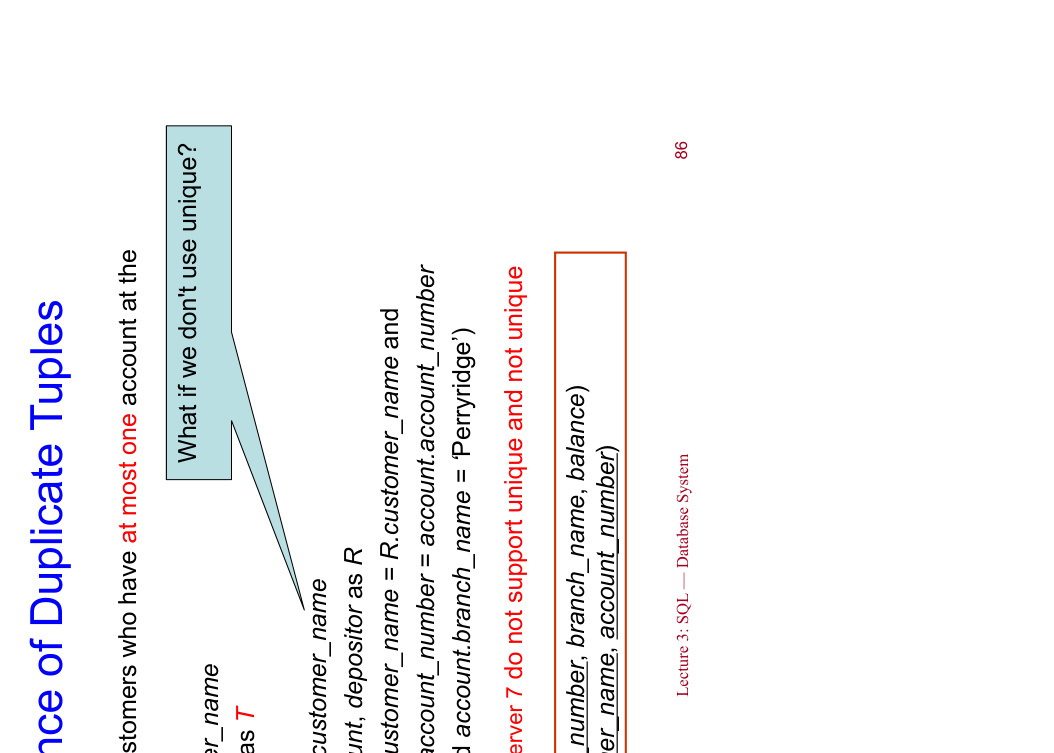 nce of Duplicate Tuples
stomers who have at most one account at the
What if we don't use unique?
er_name
as T
customer_name
unt, depositor as R
ustomer_name = R.customer_name and
account_number = account.account_number
d account.branch_name = ‘Perryridge’)
erver 7 do not support unique and not unique
_number, branch_name, balance)
er_name, account_number)
Lecture 3: SQL — Database System
86